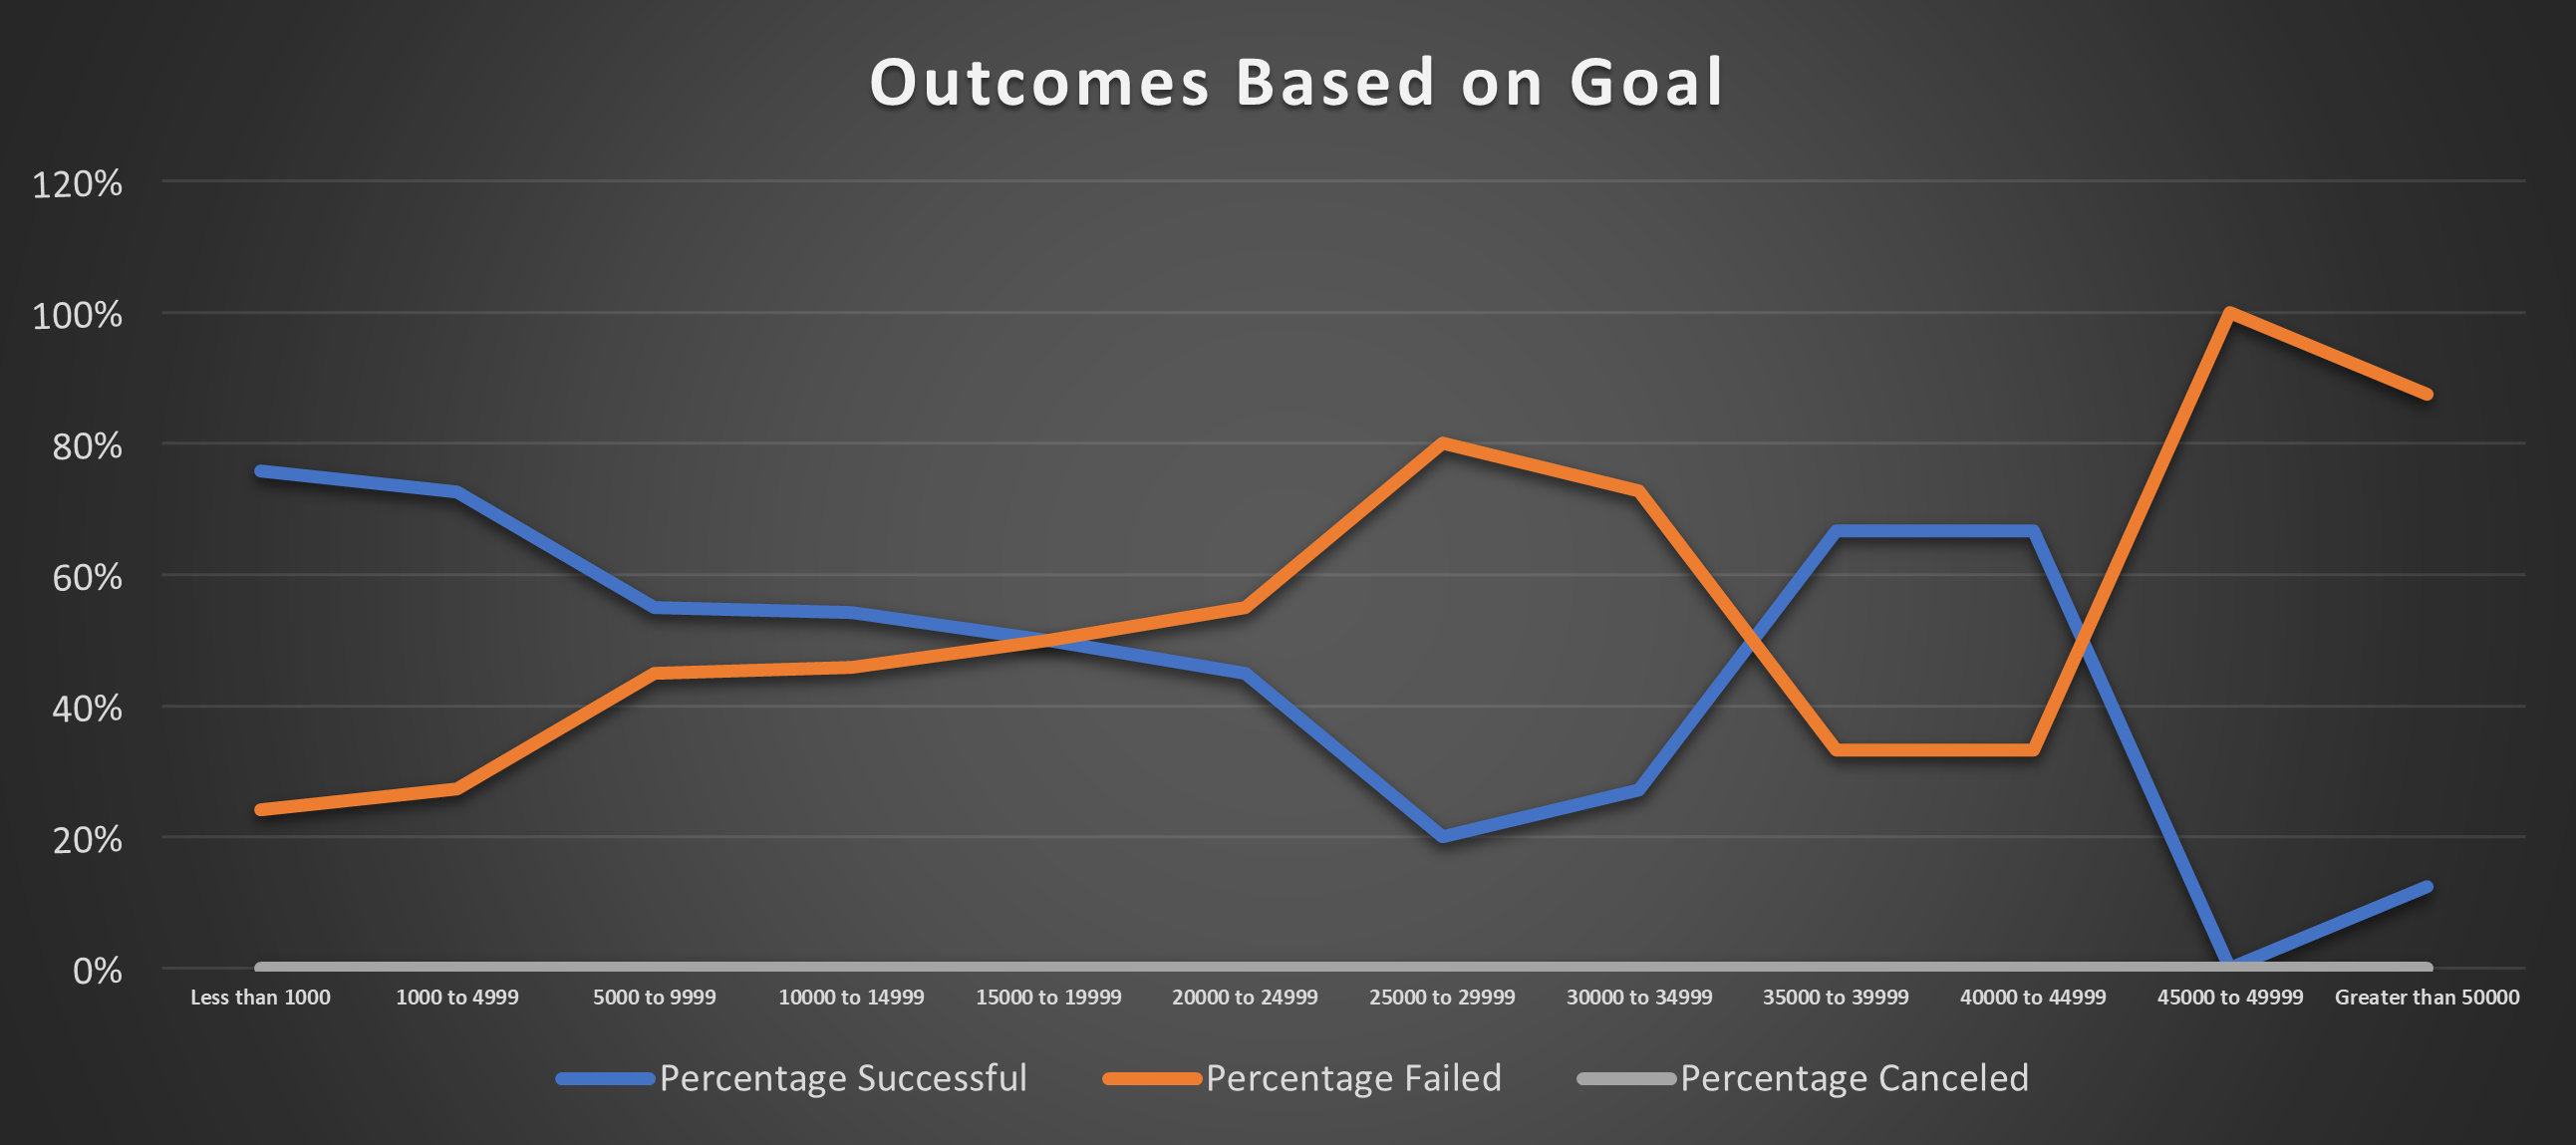 Outcomes Based on Goal
120%
100%
80%
60%
40%
20%
0%
Less than 1000 1000 to 4999 5000 to 9999 10000 to 14999 15000 to 19999 20000 to 24999 25000 to 29999 30000 to 34999 35000 to 39999 40000 to 44999 45000 to 49999 Greater than 50000
Percentage Successful Percentage Failed Percentage Canceled